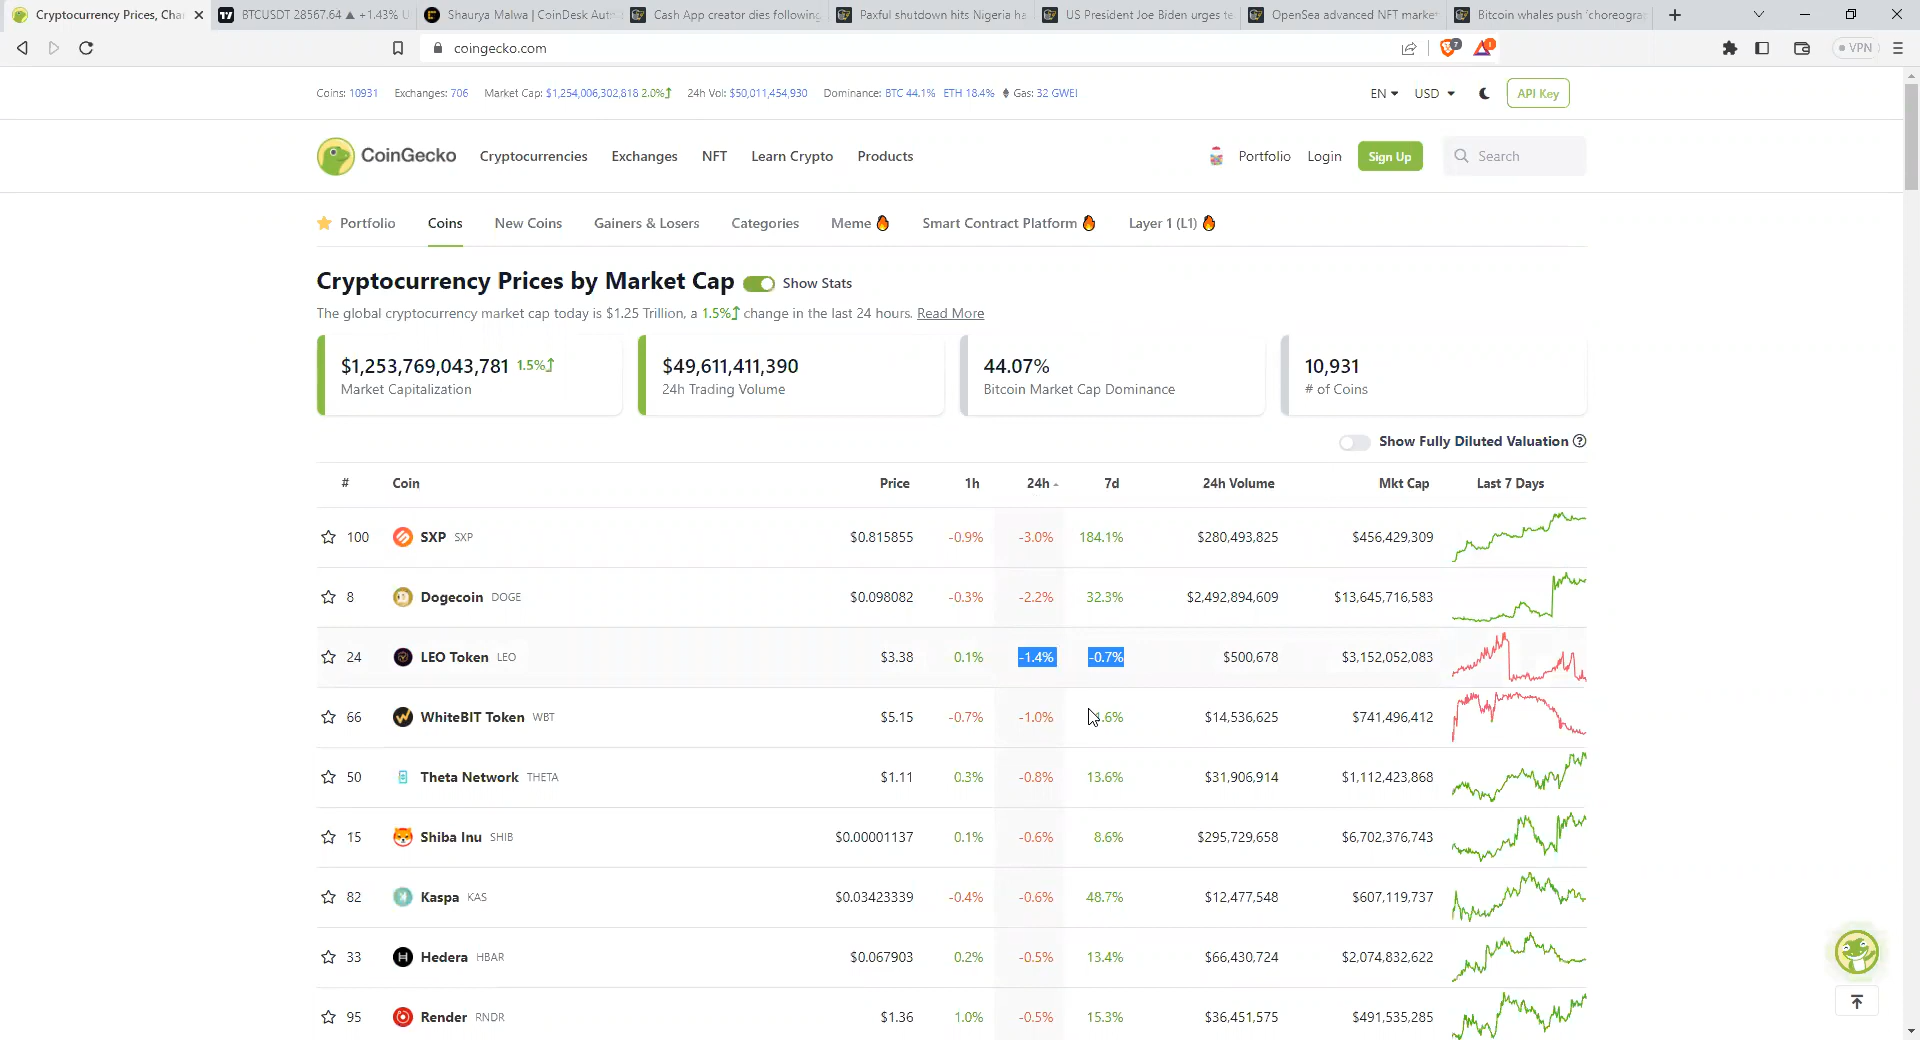 Cryptocurrency Prices, Cha
BTCUSDT 28567.64 ▲ +1.43% U
Shaurya Malwa | CoinDesk Auth
Cash App creator dies following
Paxful shutdown hits Nigeria ha
US President Joe Biden urges te
OpenSea advanced NFT market
Bitcoin whales push 'choreograp
coingecko.com
7
1
VPN
Coins: 10931 Exchanges: 706 Market Cap: $1,254,006,302,818 2.0% 24h Vol: $50,011,454,930 Dominance: BTC 44.1% ETH 18.4% Gas: 32 GWEI
EN USD API Key
CoinGecko Cryptocurrencies Exchanges NFT Learn Crypto Products
Portfolio Login Sign Up Search
Portfolio Coins New Coins Gainers & Losers Categories Meme Smart Contract Platform Layer 1 (L1)
Cryptocurrency Prices by Market Cap Show Stats
The global cryptocurrency market cap today is $1.25 Trillion, a 1.5% change in the last 24 hours. Read More
$1,253,769,043,781 1.5%
Market Capitalization
$49,611,411,390
24h Trading Volume
44.07%
Bitcoin Market Cap Dominance
10,931
# of Coins
Show Fully Diluted Valuation ?
# Coin Price 1h 24h 7d 24h Volume Mkt Cap Last 7 Days
100 SXP SXP $0.815855 -0.9% -3.0% 184.1% $280,493,825 $456,429,309
8 Dogecoin DOGE $0.098082 -0.3% -2.2% 32.3% $2,492,894,609 $13,645,716,583
24 LEO Token LEO $3.38 0.1% -1.4% -0.7% $500,678 $3,152,052,083
66 WhiteBIT Token WBT $5.15 -0.7% -1.0% $14,536,625 $741,496,412
50 Theta Network THETA $1.11 0.3% -0.8% 13.6% $31,906,914 $1,112,423,868
15 Shiba Inu SHIB $0.00001137 0.1% -0.6% 8.6% $295,729,658 $6,702,376,743
82 Kaspa KAS $0.03423339 -0.4% -0.6% 48.7% $12,477,548 $607,119,737
33 Hedera HBAR $0.067903 0.2% -0.5% 13.4% $66,430,724 $2,074,832,622
95 Render RNDR $1.36 1.0% -0.5% 15.3% $36,451,575 $491,535,285